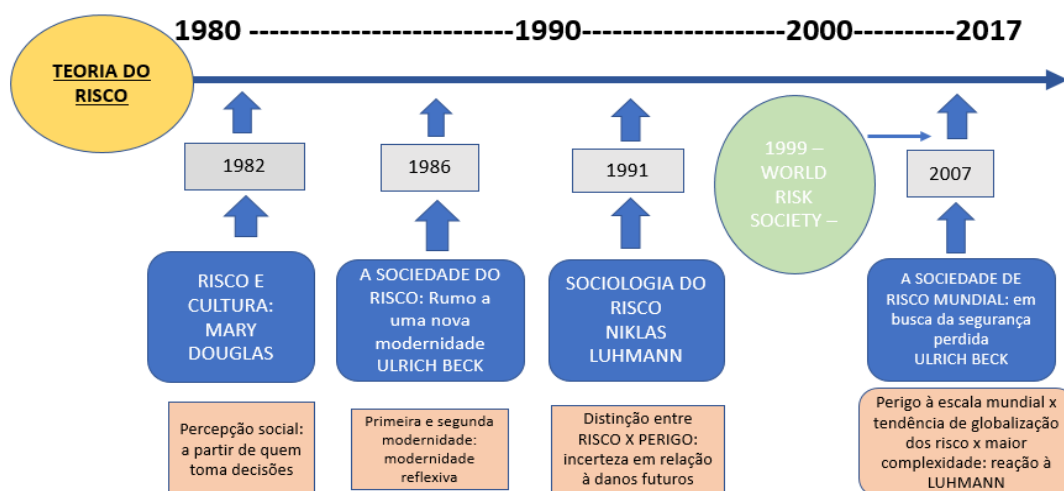 1980 ----------------------------1990-------------------2000----------2017
TEORIA DO
RISCO
1982
1986
1991
1999 –
WORLD
RISK
SOCIETY –
2007
RISCO E
CULTURA:
MARY
DOUGLAS
A SOCIEDADE DO
RISCO: Rumo a
uma nova
modernidade
ULRICH BECK
SOCIOLOGIA DO
RISCO
NIKLAS
LUHMANN
A SOCIEDADE DE
RISCO MUNDIAL: em
busca da segurança
perdida
ULRICH BECK
Percepção social:
a partir de quem
toma decisões
Primeira e segunda
modernidade:
modernidade
reflexiva
Distinção entre
RISCO X PERIGO:
incerteza em relação
à danos futuros
Perigo à escala mundial x
tendência de globalização
dos risco x maior
complexidade: reação à
LUHMANN